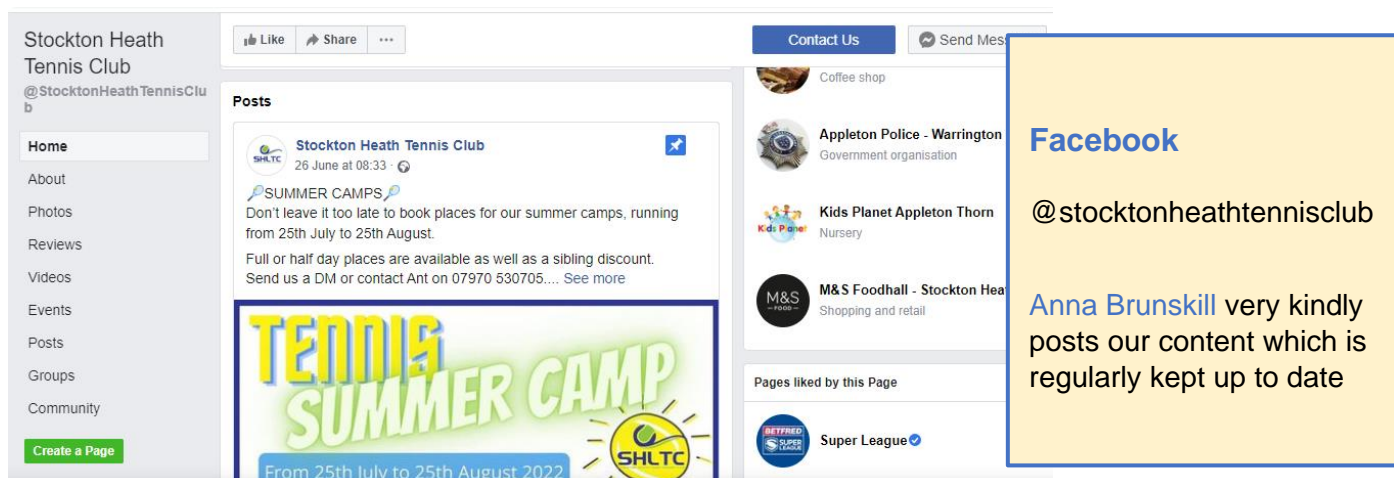 Stockton Heath
Tennis Club
@StocktonHeathTennisClu
b
Home
About
Photos
Reviews
Videos
Events
Posts
Groups
Community
Create a Page
Like
Share
Posts
SHLTC
Stockton Heath Tennis Club
26 June at 08:33
SUMMER CAMPS
Don't leave it too late to book places for our summer camps, running
from 25th July to 25th August.
Full or half day places are available as well as a sibling discount.
Send us a DM or contact Ant on 07970 530705.... See more
TENNIS
SUMMER CAMP
SHLTC
From 25th July to 25th August 2022
Contact Us
Send Mes
Coffee shop
Appleton Police - Warrington
Government organisation
Kids Planet
Kids Planet Appleton Thorn
Nursery
M&S
FOOD
M&S Foodhall - Stockton Hea
Shopping and retail
Pages liked by this Page
BETFRED
SUPER
LEAGUE
Super League
Facebook
@stocktonheathtennisclub
Anna Brunskill very kindly
posts our content which is
regularly kept up to date